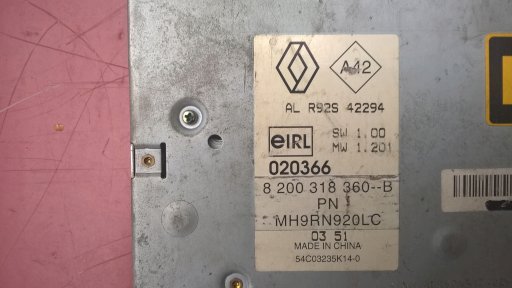 A42
AL R92S 42294
eIRL
SW 1.00
MW 1.201
020366
8 200 318 360--B
PN
MH9RN920LC
03 51
MADE IN CHINA
54C03235K14-0